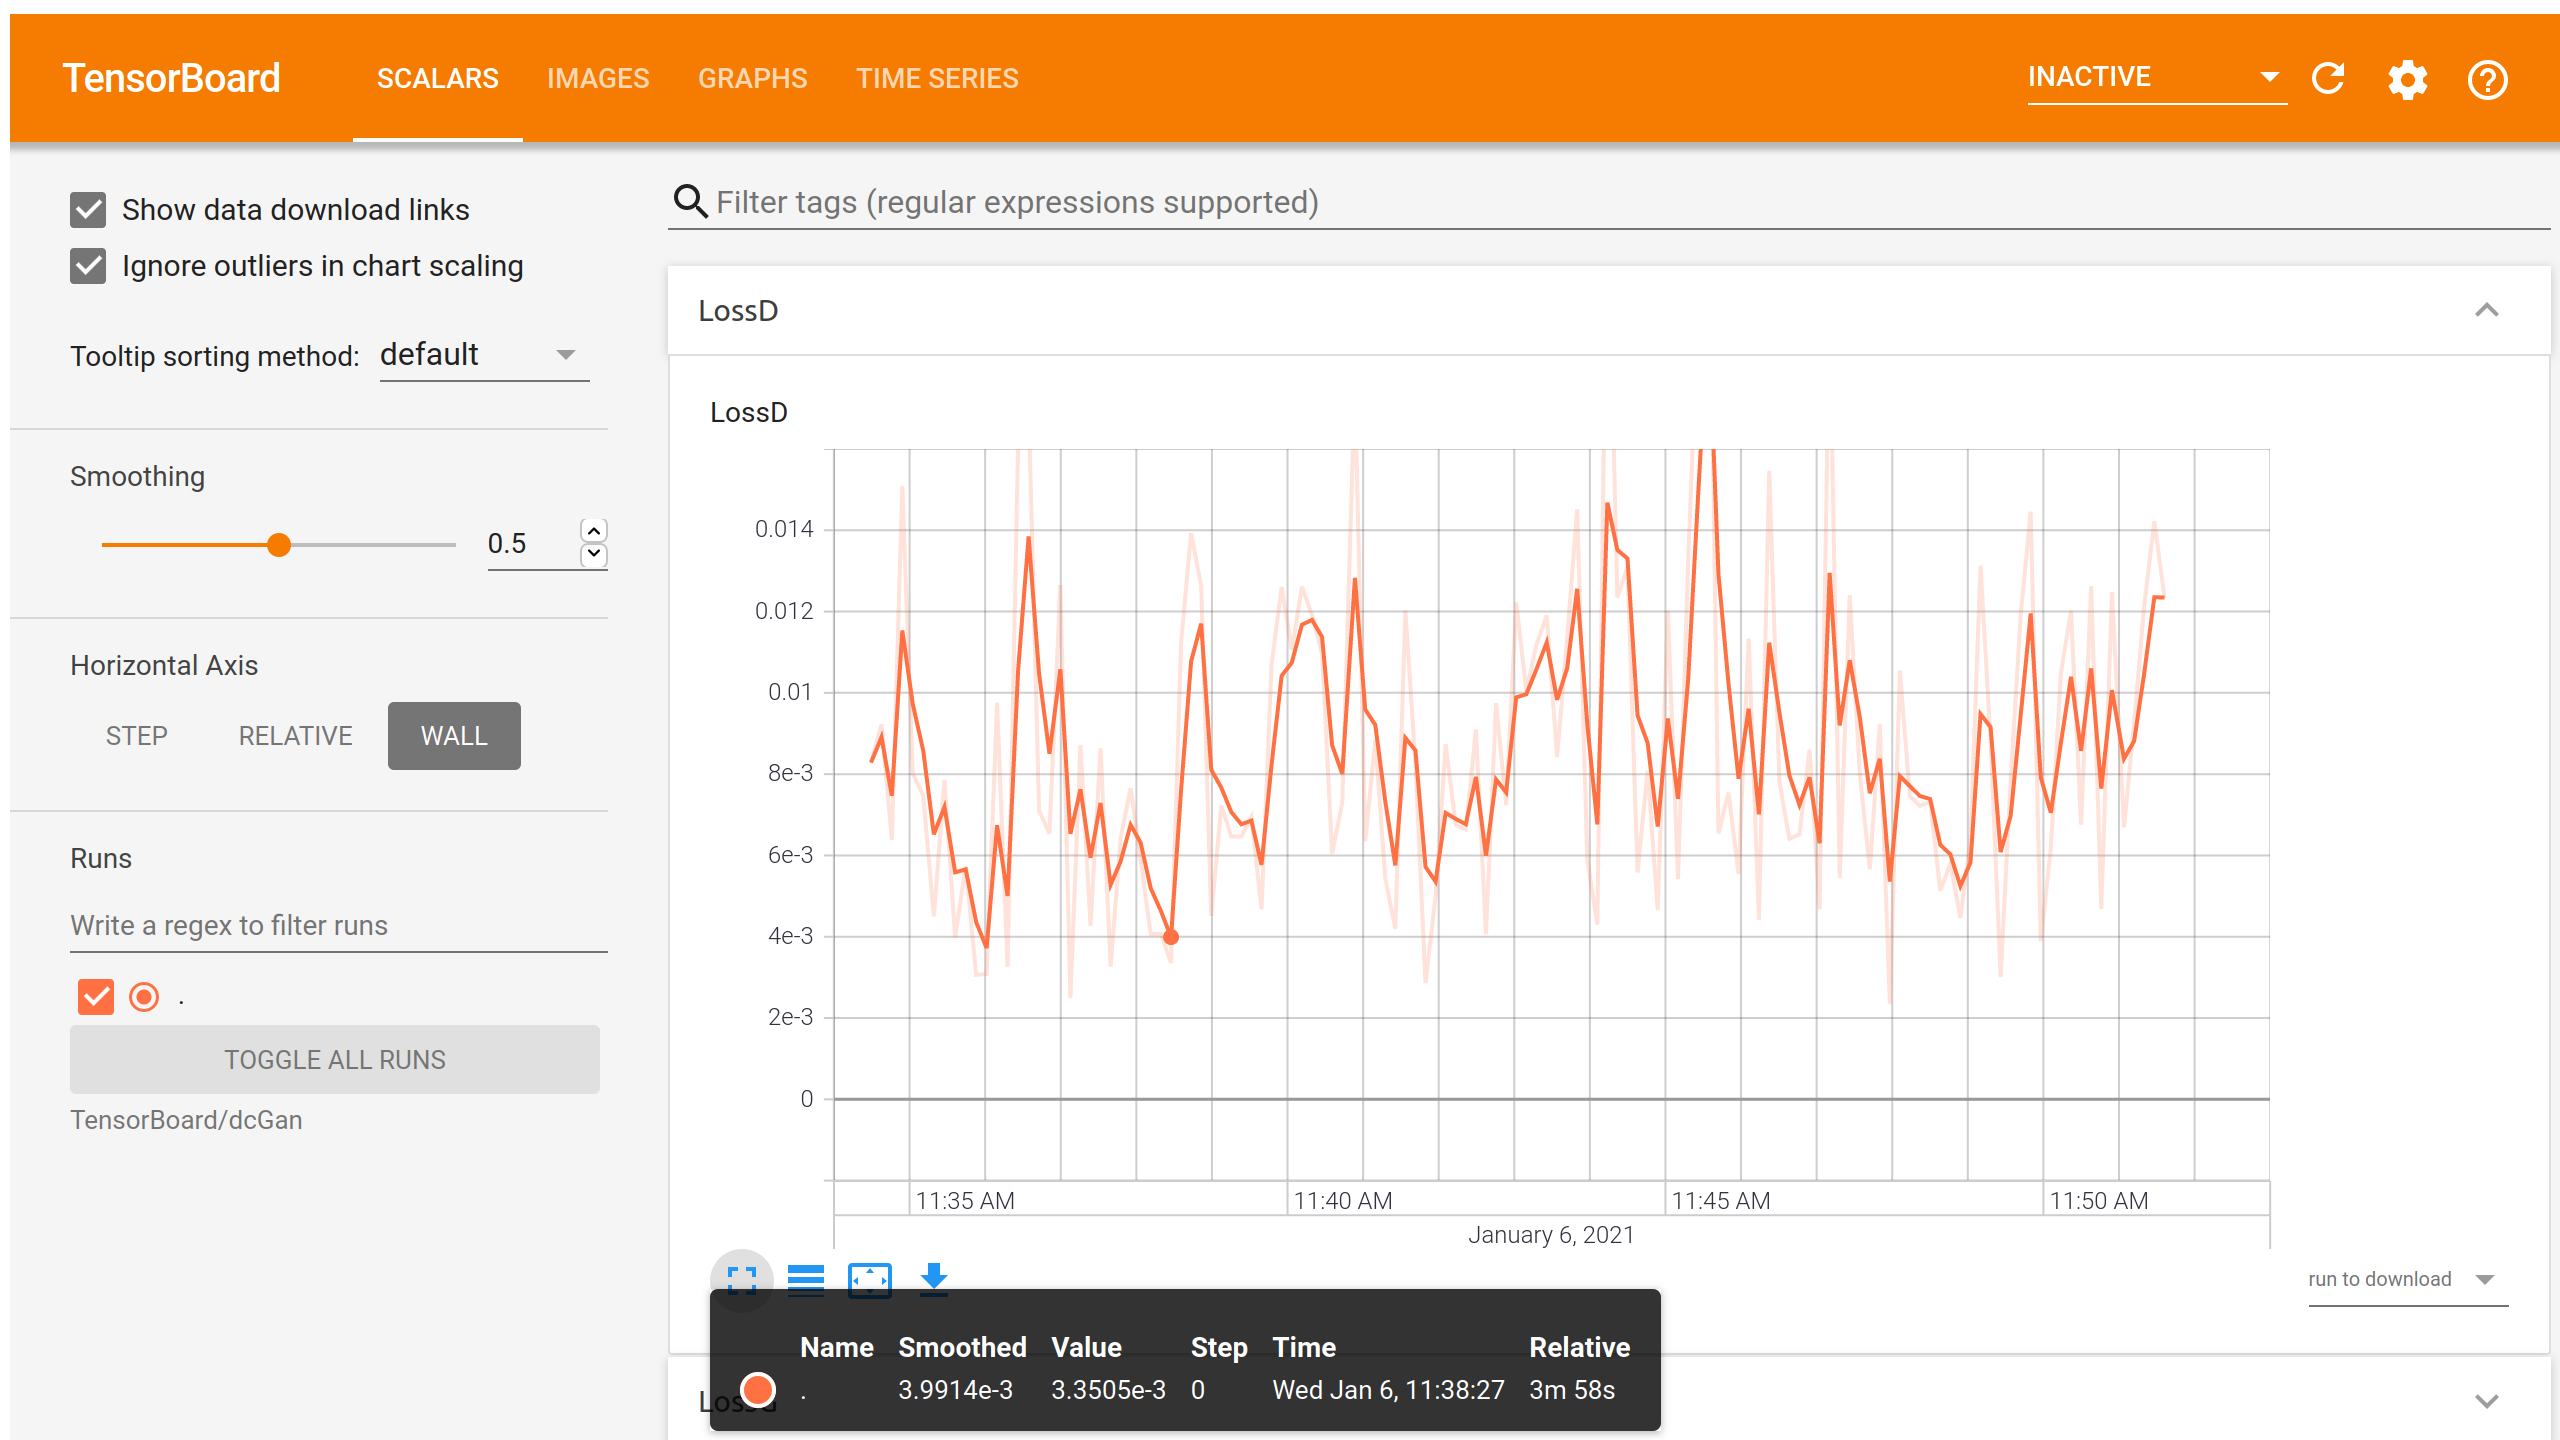 TensorBoard SCALARS IMAGES GRAPHS TIME SERIES INACTIVE
Show data download links
Ignore outliers in chart scaling
Tooltip sorting method: default
Smoothing
0.5
Horizontal Axis
STEP RELATIVE WALL
Runs
Write a regex to filter runs
.
TOGGLE ALL RUNS
TensorBoard/dcGan
Filter tags (regular expressions supported)
LossD
LossD
0.014
0.012
0.01
8e-3
6e-3
4e-3
2e-3
0
11:35 AM 11:40 AM 11:45 AM 11:50 AM
January 6, 2021
run to download
Name Smoothed Value Step Time Relative
. 3.9914e-3 3.3505e-3 0 Wed Jan 6, 11:38:27 3m 58s
LossG